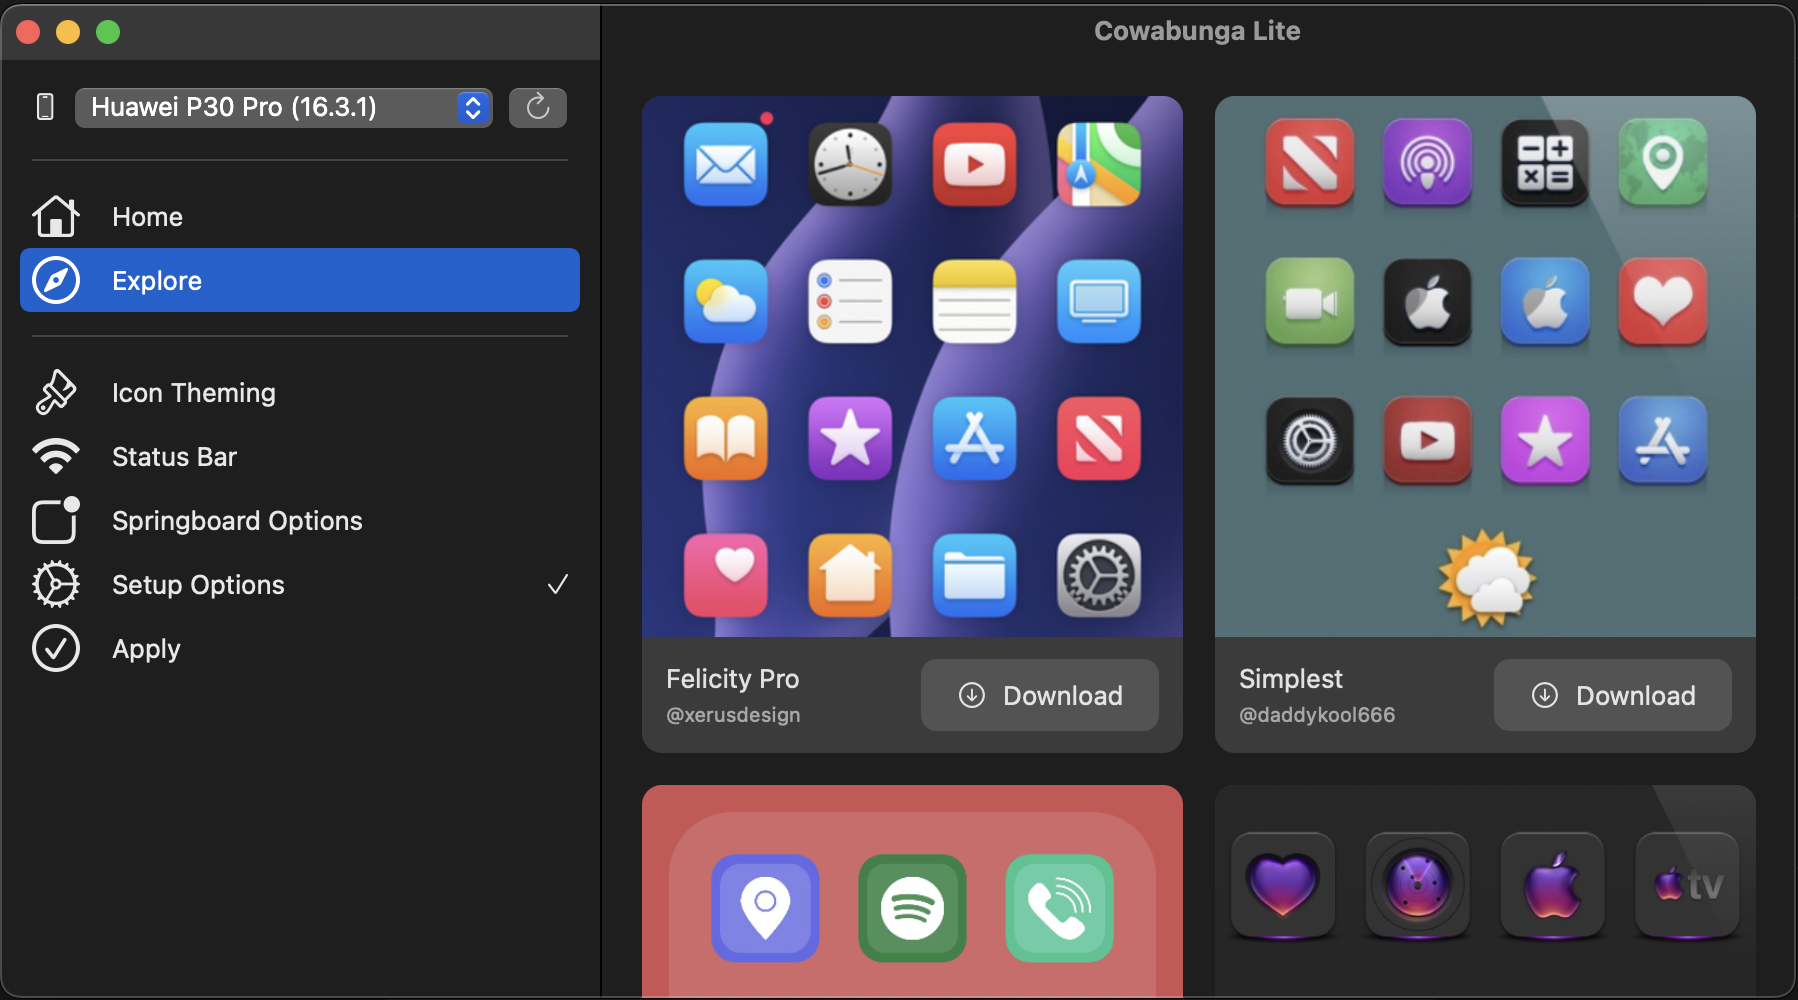 Cowabunga Lite
Huawei P30 Pro (16.3.1)
Home
Explore
Icon Theming
Status Bar
Springboard Options
Setup Options
Apply
Felicity Pro
@xerusdesign
Download
Simplest
@daddykool666
Download
tv